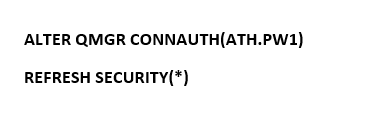 ALTER QMGR CONNAUTH(ATH.PW1)
REFRESH SECURITY(*)